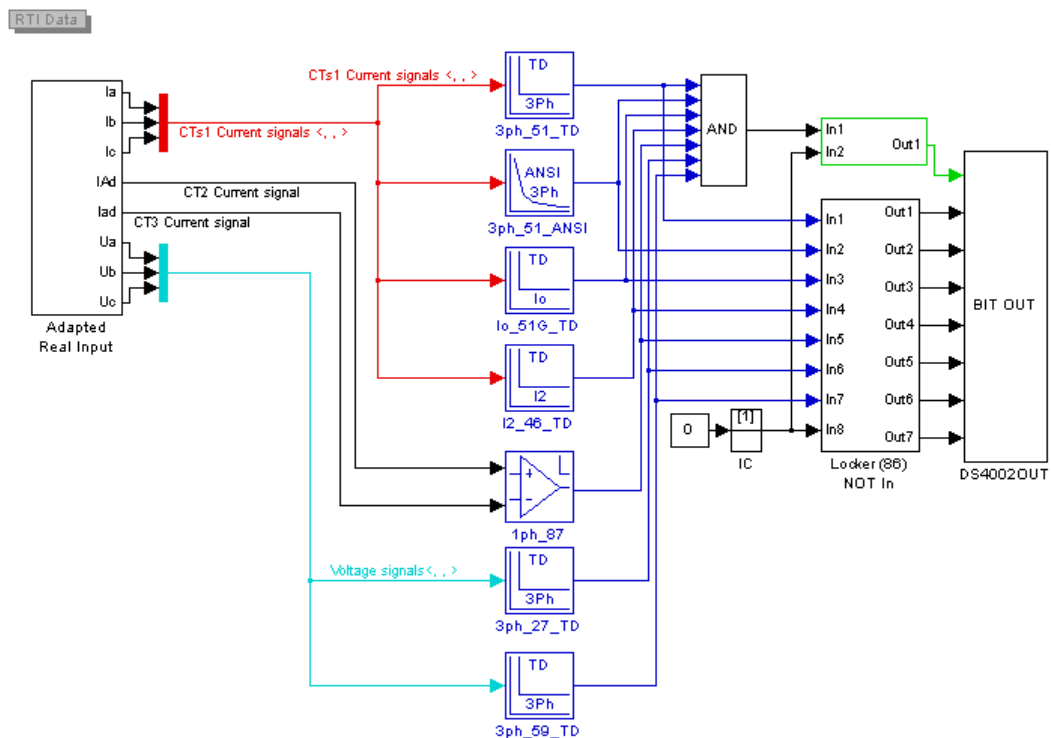 RTI Data
Ia
Ib
Ic
IAd
Iad
Ua
Ub
Uc
Adapted
Real Input
CTs1 Current signals <, , >
CTs1 Current signals <, , >
CT2 Current signal
CT3 Current signal
Voltage signals<, , >
TD
3Ph
3ph_51_TD
ANSI
3Ph
3ph_51_ANSI
TD
Io
Io_51G_TD
TD
I2
I2_46_TD
+
-
1ph_87
TD
3Ph
3ph_27_TD
TD
3Ph
3ph_59_TD
AND
In1
In2
Out1
In1
In2
In3
In4
In5
In6
In7
In8
Out1
Out2
Out3
Out4
Out5
Out6
Out7
Locker(86)
NOT In
0
[1]
IC
BIT OUT
DS4002OUT